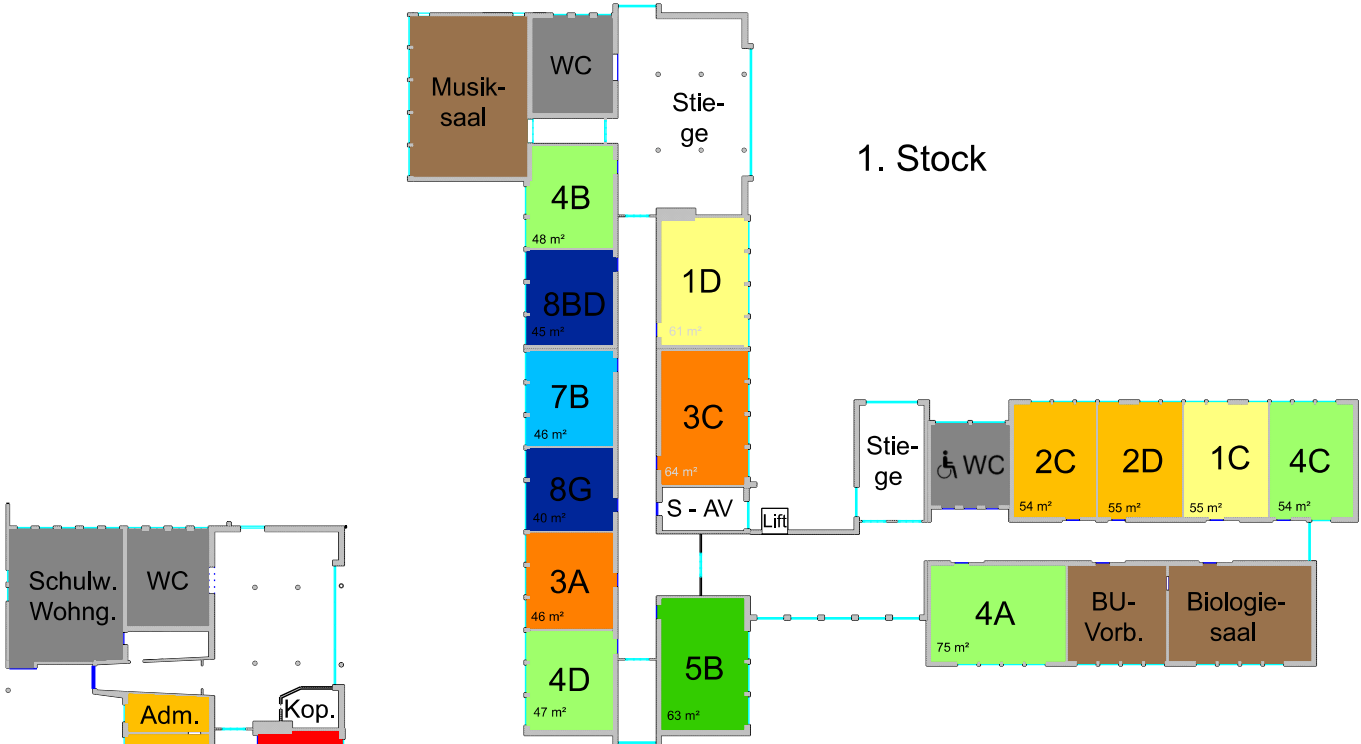 Musik-
saal
WC
Stie-
ge
1. Stock
4B
48 m²
8BD
45 m²
7B
46 m²
8G
40 m²
3A
46 m²
4D
47 m²
1D
61 m²
3C
64 m²
S - AV
Lift
5B
63 m²
Stie-
ge
WC
2C
54 m²
2D
55 m²
1C
55 m²
4C
54 m²
4A
75 m²
BU-
Vorb.
Biologie-
saal
Schulw.
Wohng.
WC
Adm.
Kop.